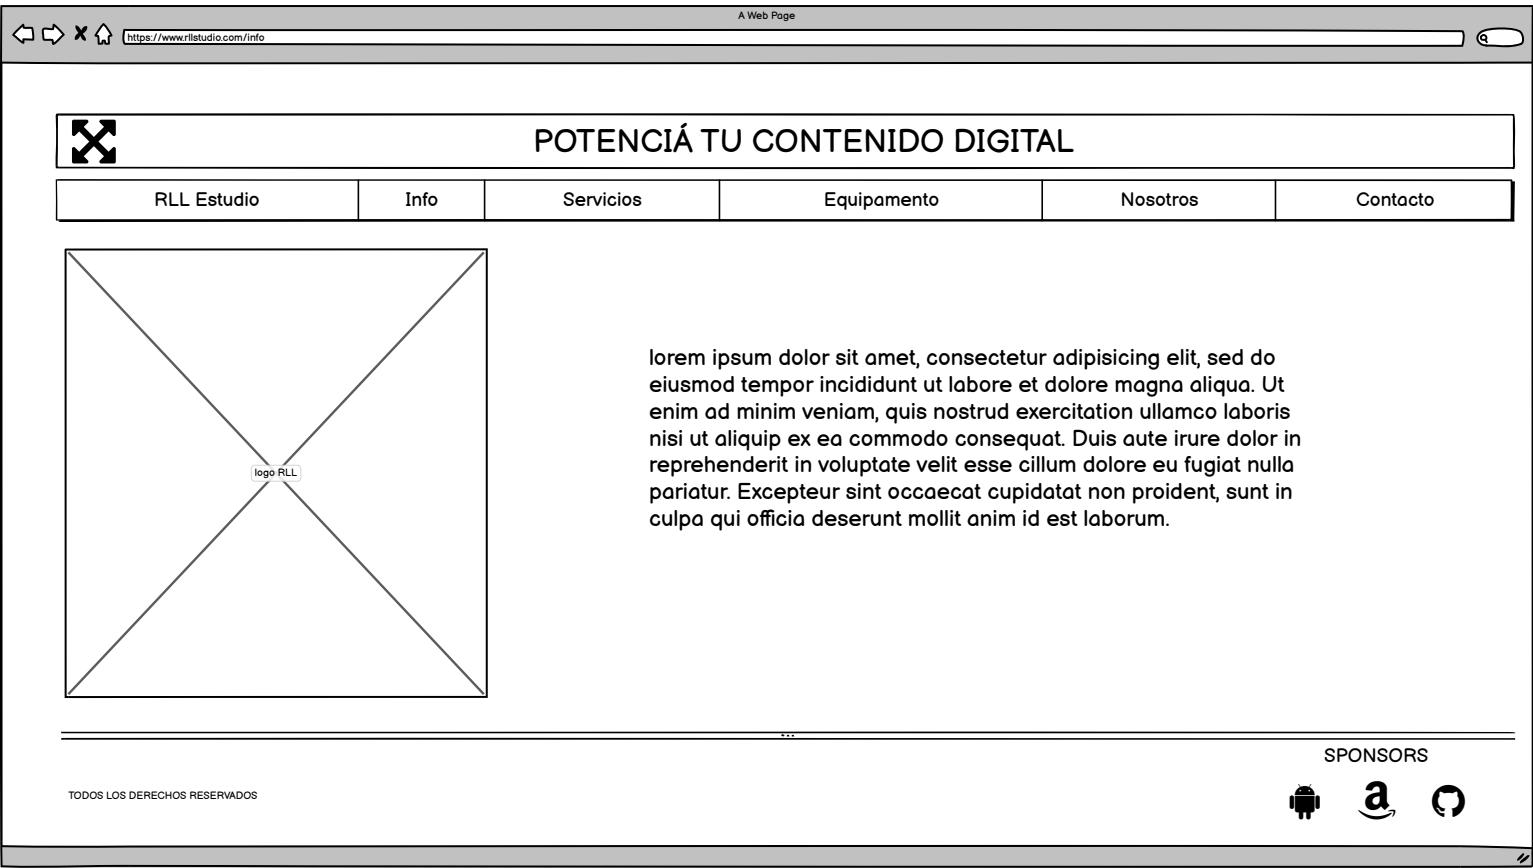 A Web Page
https://www.rllstudio.com/info
POTENCIÁ TU CONTENIDO DIGITAL
RLL Estudio Info Servicios Equipamento Nosotros Contacto
lorem ipsum dolor sit amet, consectetur adipisicing elit, sed do
eiusmod tempor incididunt ut labore et dolore magna aliqua. Ut
enim ad minim veniam, quis nostrud exercitation ullamco laboris
nisi ut aliquip ex ea commodo consequat. Duis aute irure dolor in
reprehenderit in voluptate velit esse cillum dolore eu fugiat nulla
pariatur. Excepteur sint occaecat cupidatat non proident, sunt in
culpa qui officia deserunt mollit anim id est laborum.
logo RLL
SPONSORS
TODOS LOS DERECHOS RESERVADOS